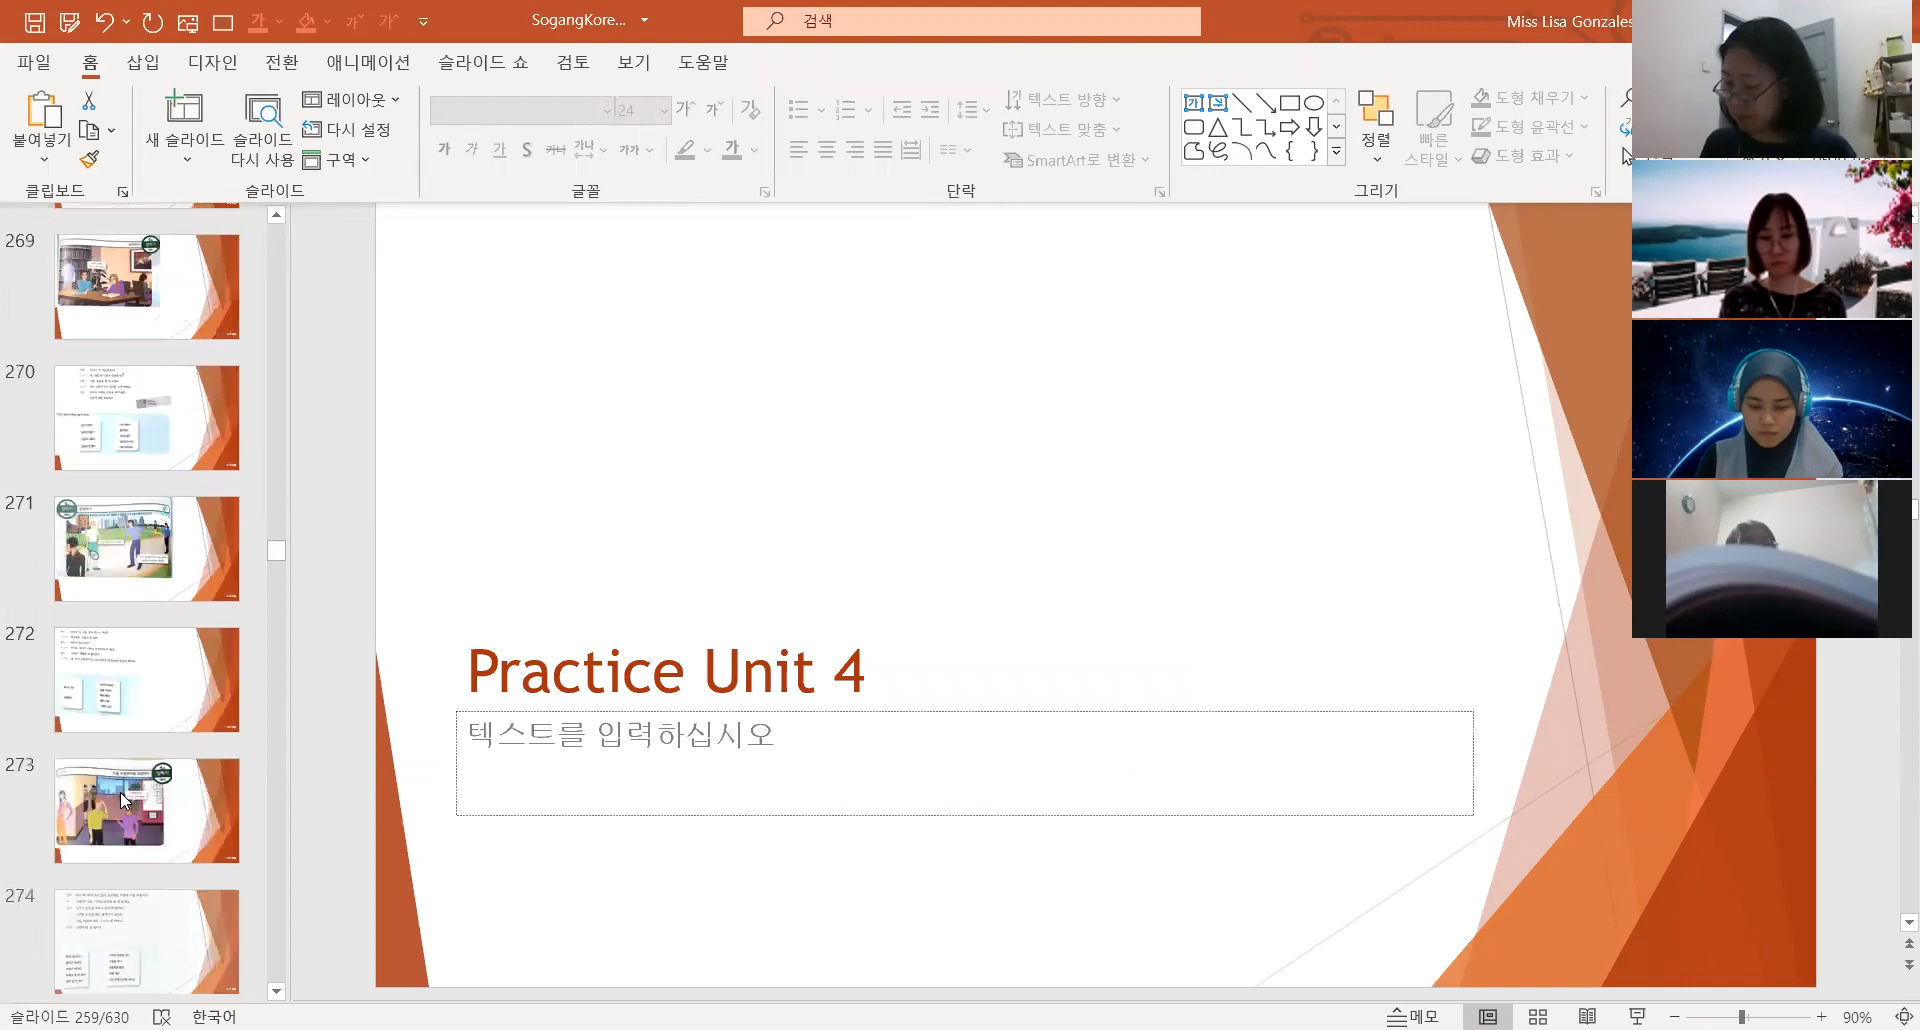 SogangKore...
검색
Miss Lisa Gonzales
파일 홈 삽입 디자인 전환 애니메이션 슬라이드 쇼 검토 보기 도움말
붙여넣기
새 슬라이드
슬라이드 다시 사용
레이아웃
다시 설정
구역
24
텍스트 방향
텍스트 맞춤
SmartArt로 변환
정렬
빠른 스타일
도형 채우기
도형 윤곽선
도형 효과
클립보드
슬라이드
글꼴
단락
그리기
269
270
271
272
273
274
Practice Unit 4
텍스트를 입력하십시오
슬라이드 259/630
한국어
메모
90%